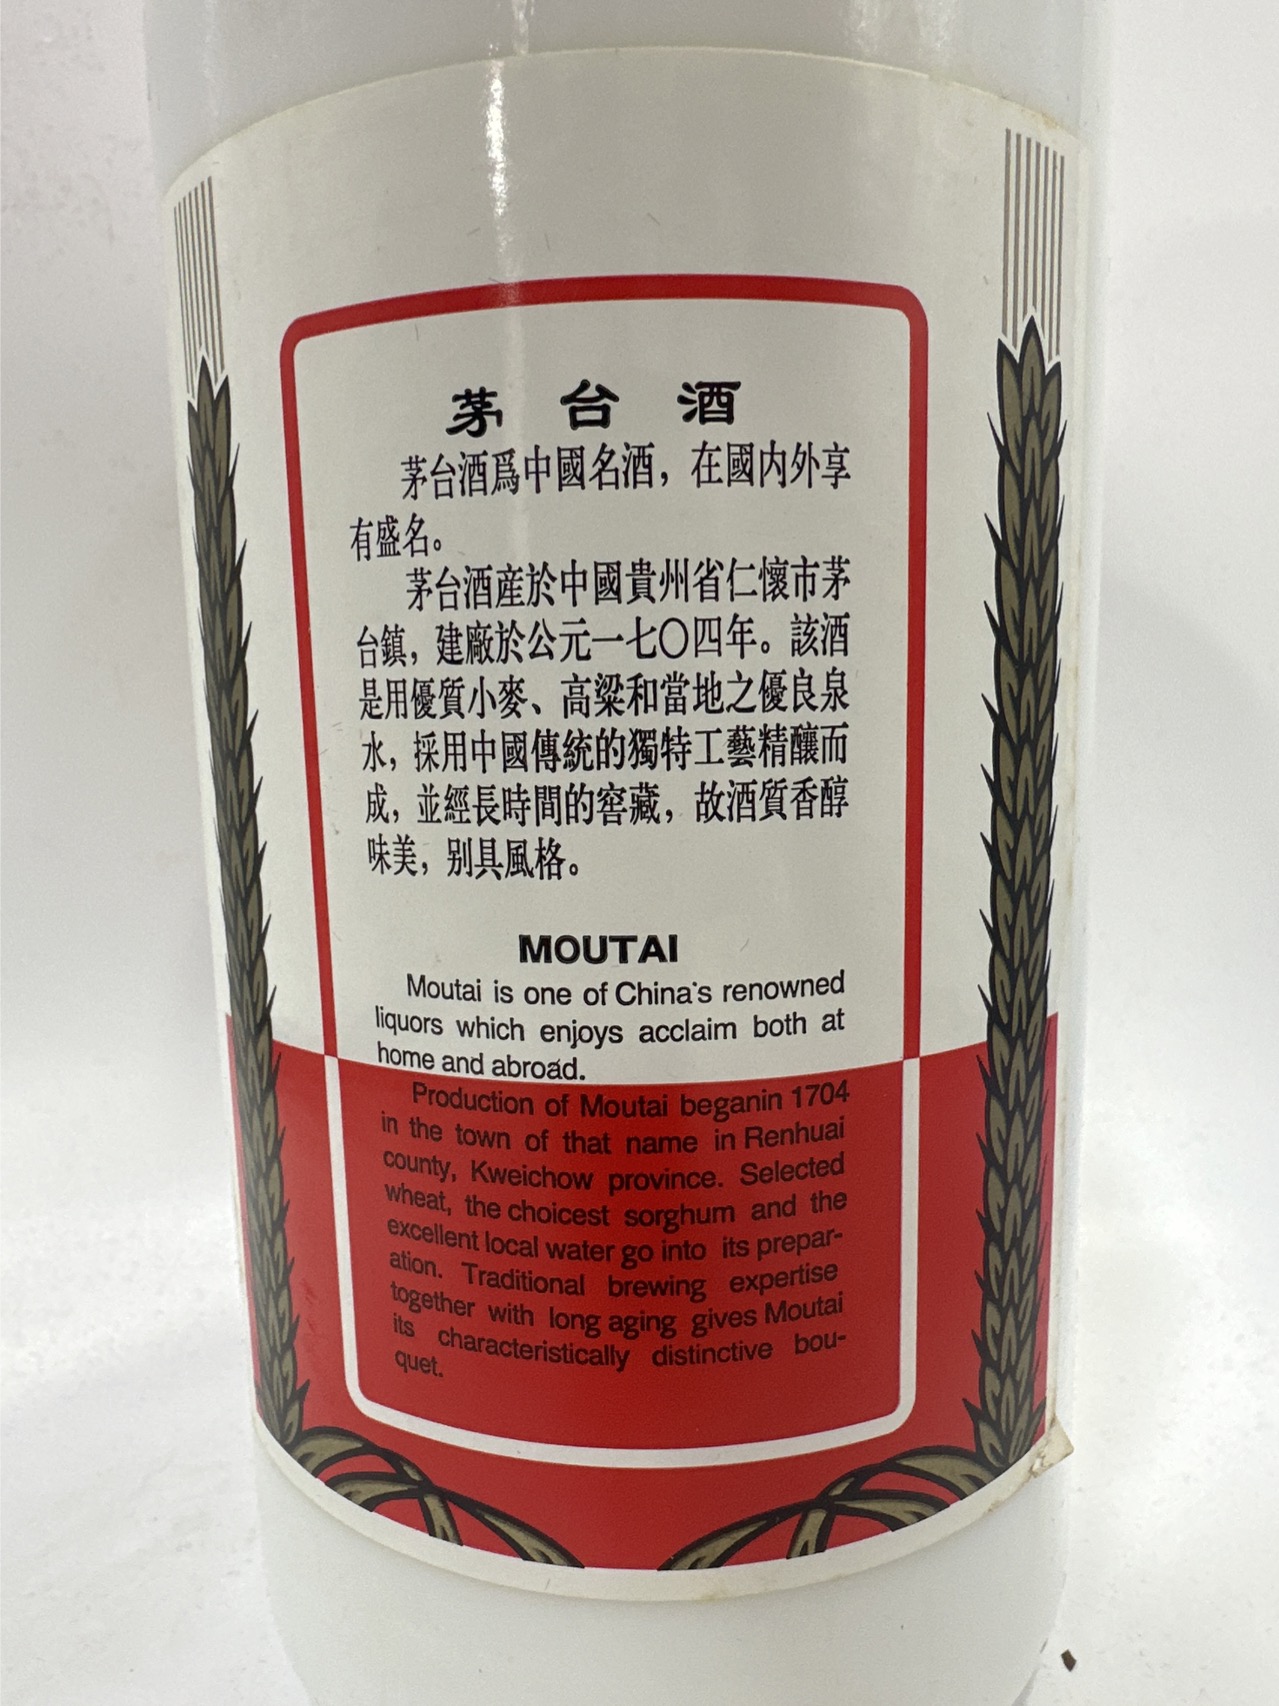 茅台酒
茅台酒爲中國名酒，在國内外享
有盛名。
茅台酒産於中國貴州省仁懷市茅
台鎮，建廠於公元一七〇四年。該酒
是用優質小麥、高粱和當地之優良泉
水，採用中國傳統的獨特工藝精釀而
成，並經長時間的窖藏，故酒質香醇
味美，别具風格。
MOUTAI
Moutai is one of China's renowned
liquors which enjoys acclaim both at
home and abroad.
Production of Moutai beganin 1704
in the town of that name in Renhuai
county, Kweichow province. Selected
wheat, the choicest sorghum and the
excellent local water go into its prepar-
ation. Traditional brewing expertise
together with long aging gives Moutai
its characteristically distinctive bou-
quet.